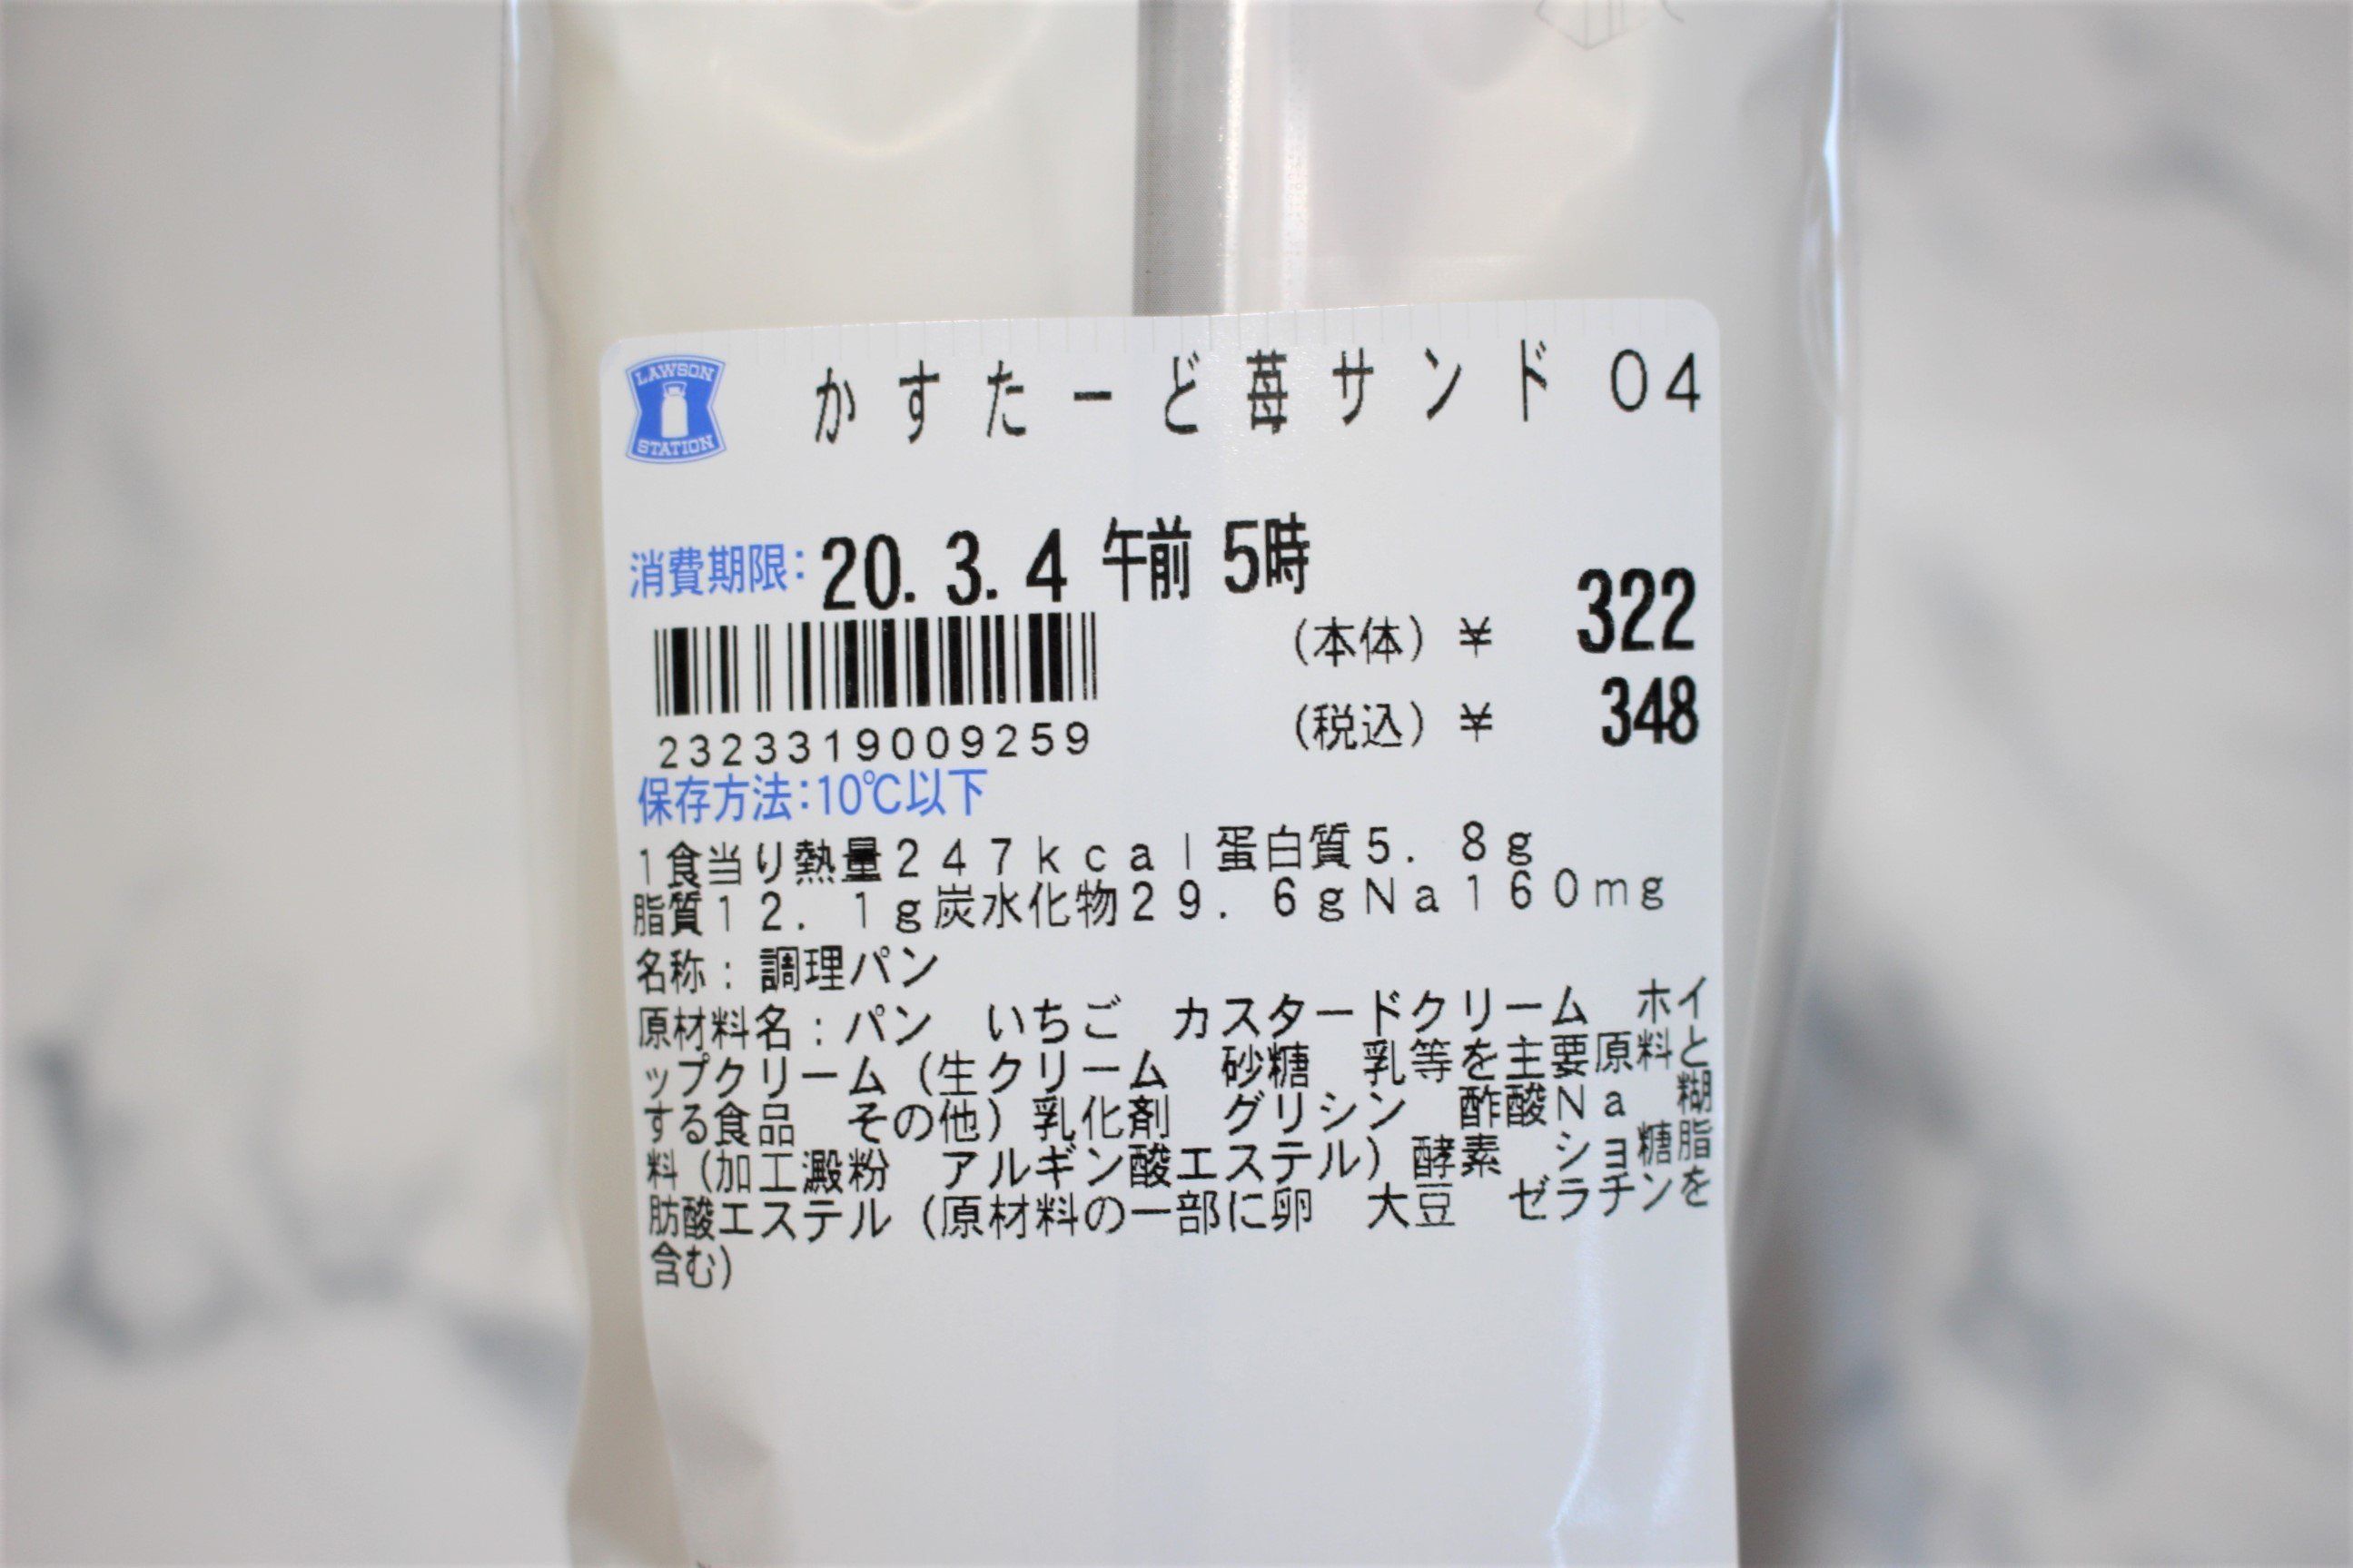 LAWSON
STATION
かすたーど苺サンド 04
消費期限: 20. 3. 4 午前 5時
(本体) ¥ 322
2323319009259
(税込) ¥ 348
保存方法:10℃以下
1食当り熱量247kcal蛋白質5.8g
脂質12.1g炭水化物29.6gNa160mg
名称:調理パン
原材料名:パン いちご カスタードクリーム ホイ
ップクリーム(生クリーム 砂糖 乳等を主要原料と
する食品 その他)乳化剤 グリシン 酢酸Na 糊
料(加工澱粉 アルギン酸エステル)酵素 ショ糖脂
肪酸エステル(原材料の一部に卵 大豆 ゼラチンを
含む)